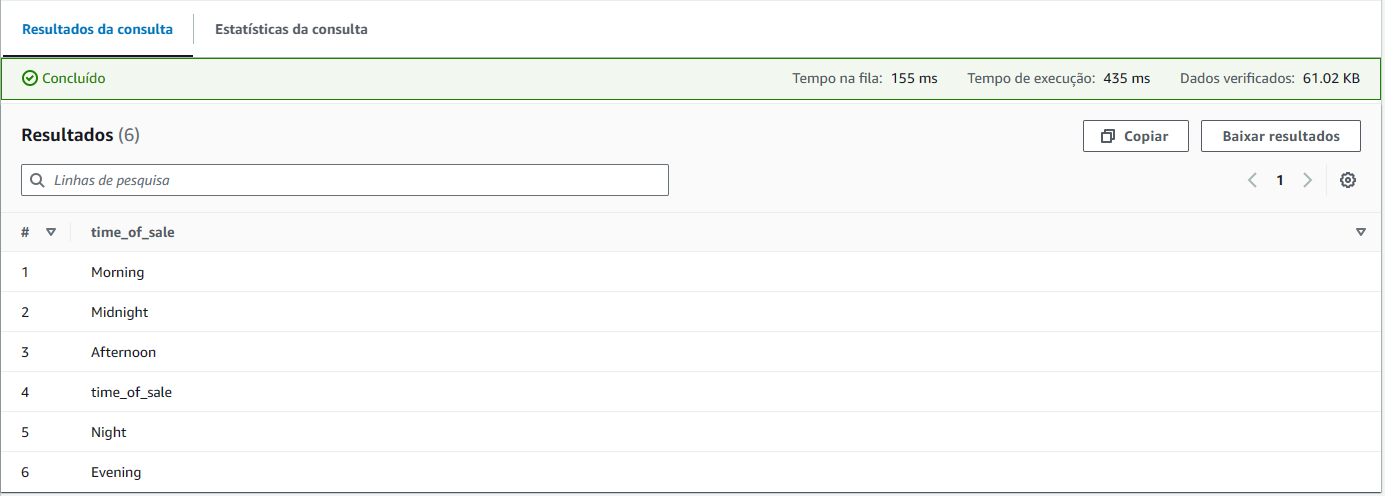 Resultados da consulta Estatísticas da consulta
Concluído Tempo na fila: 155 ms Tempo de execução: 435 ms Dados verificados: 61.02 KB
Resultados (6) Copiar Baixar resultados
Linhas de pesquisa 1
# time_of_sale
1 Morning
2 Midnight
3 Afternoon
4 time_of_sale
5 Night
6 Evening